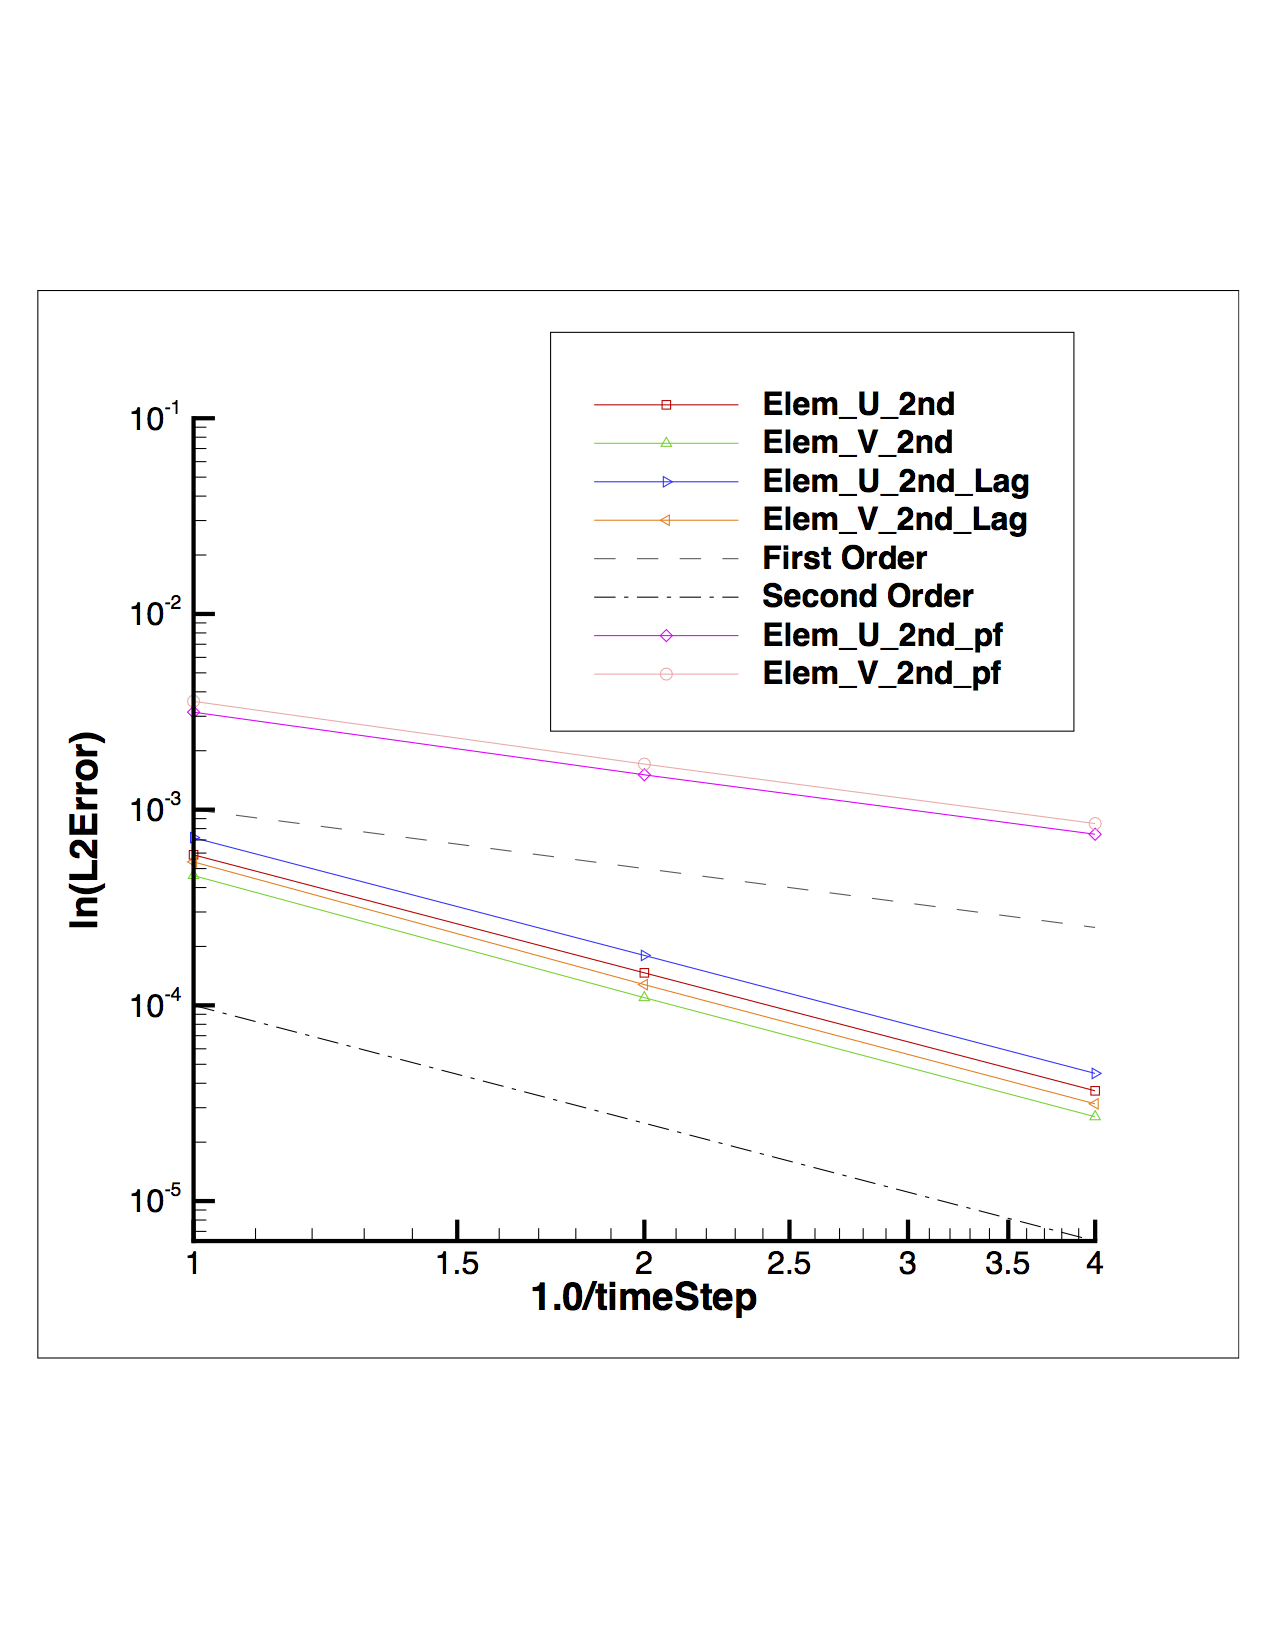 Elem_U_2nd
Elem_V_2nd
Elem_U_2nd_Lag
Elem_V_2nd_Lag
First Order
Second Order
Elem_U_2nd_pf
Elem_V_2nd_pf
10-1
10-2
10-3
10-4
10-5
ln(L2Error)
1 1.5 2 2.5 3 3.5 4
1.0/timeStep